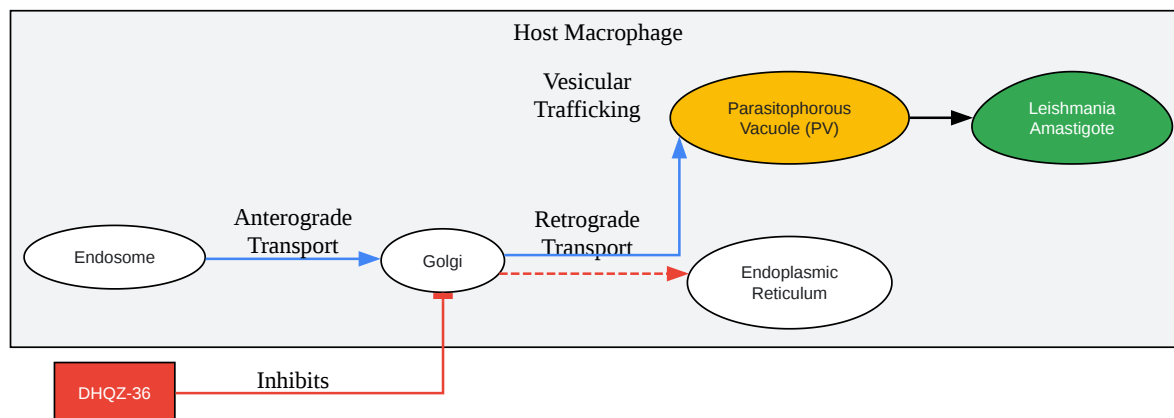 Host Macrophage
Vesicular
Trafficking
Parasitophorous
Vacuole (PV)
Leishmania
Amastigote
Anterograde
Transport
Retrograde
Transport
Endosome
Golgi
Endoplasmic
Reticulum
DHQZ-36
Inhibits